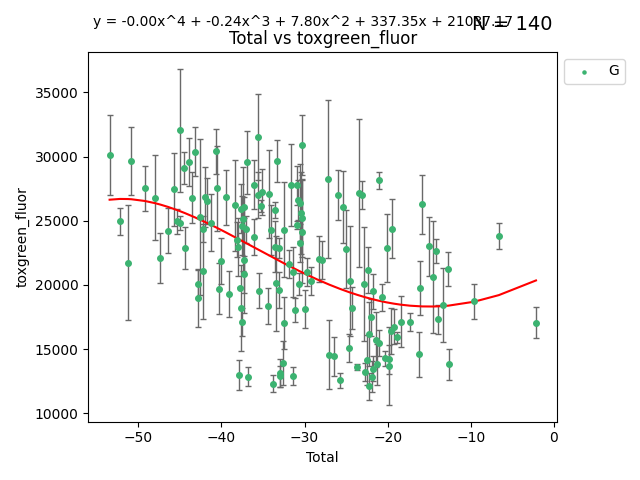 y = -0.00x^4 + -0.24x^3 + 7.80x^2 + 337.35x +
N = 140
Total vs toxgreen_fluor
G
toxgreen_fluor
35000
30000
25000
20000
15000
10000
−50
−40
−30
−20
−10
0
Total